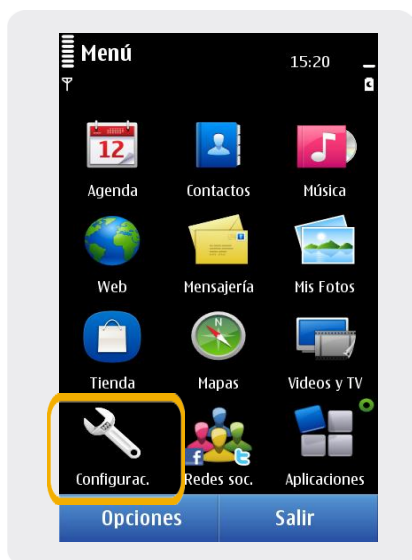 Menú
15:20
12
Agenda Contactos Música
Web Mensajería Mis Fotos
N
Tienda Mapas Videos y TV
Configurac. Redes soc. Aplicaciones
Opciones Salir